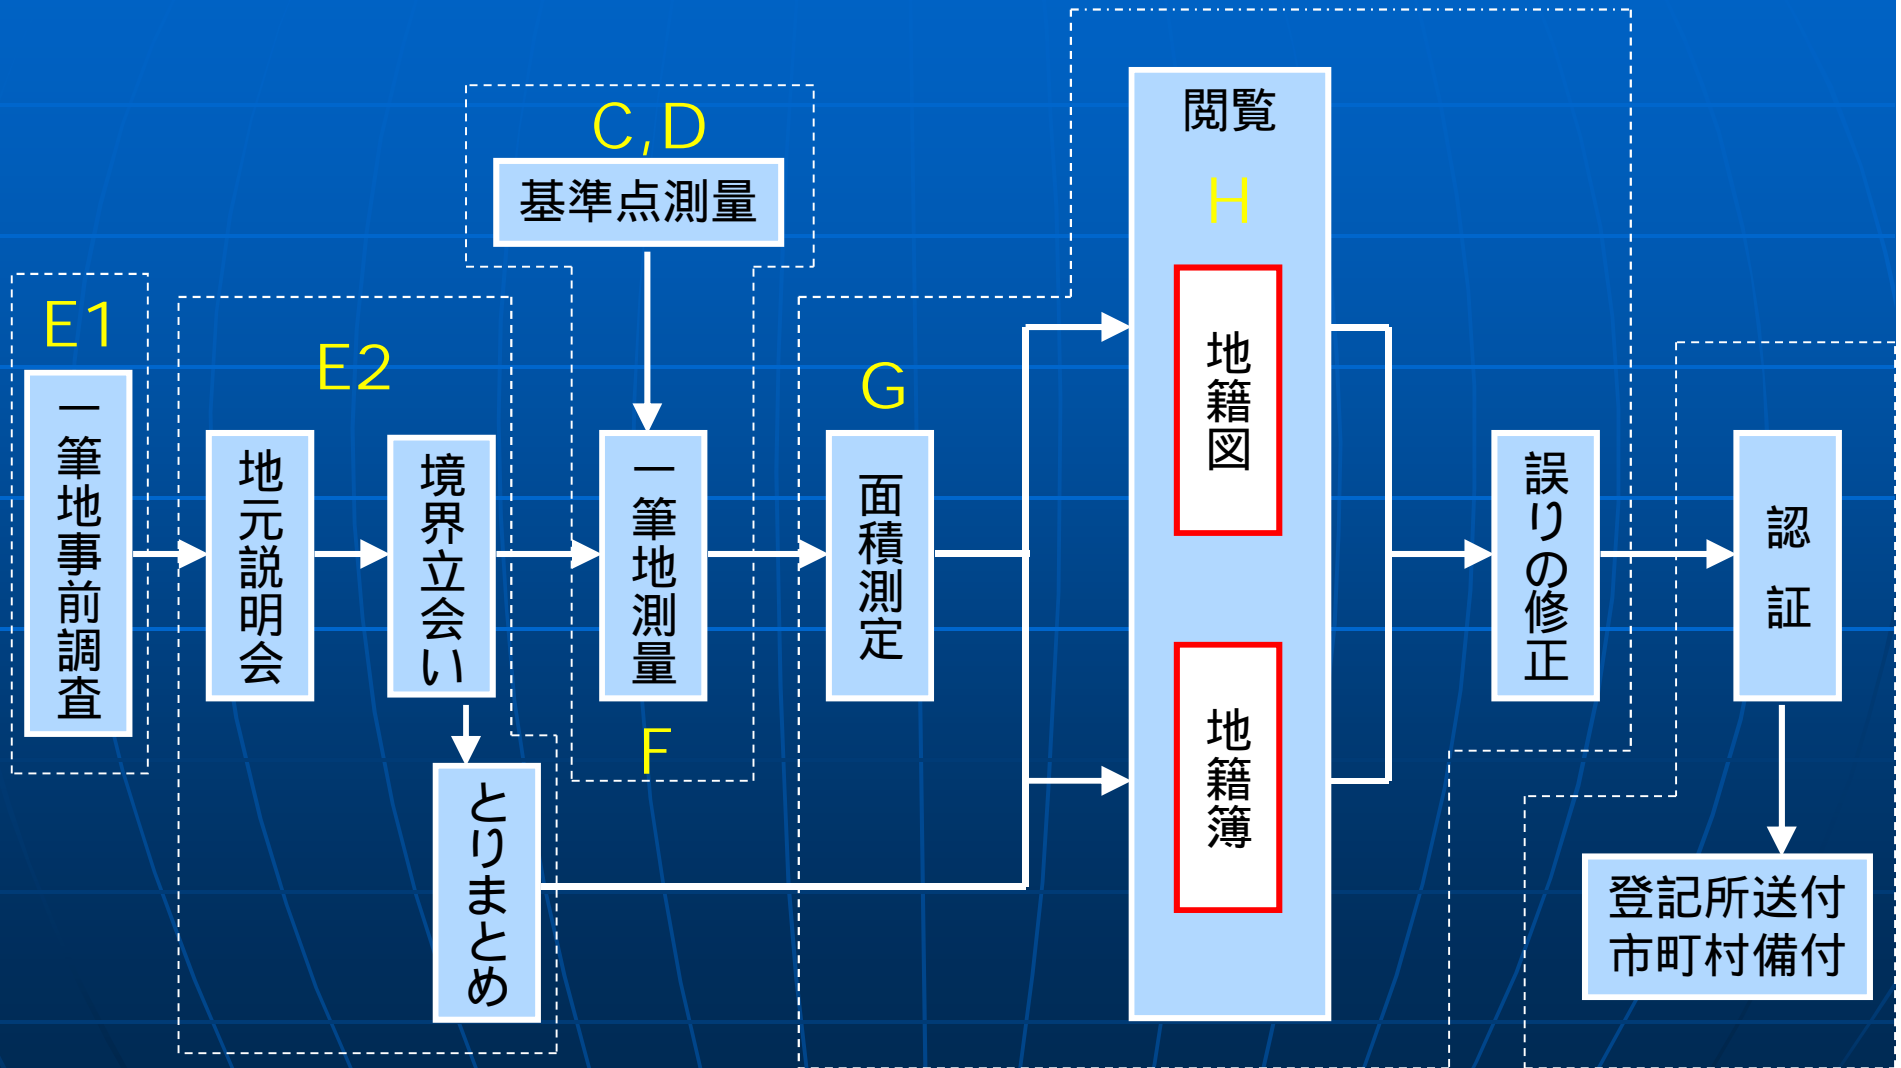 E1
一筆地事前調査
E2
地元説明会
境界立会い
とりまとめ
C,D
基準点測量
一筆地測量
F
G
面積測定
閲覧
H
地籍図
地籍簿
誤りの修正
認証
登記所送付
市町村備付